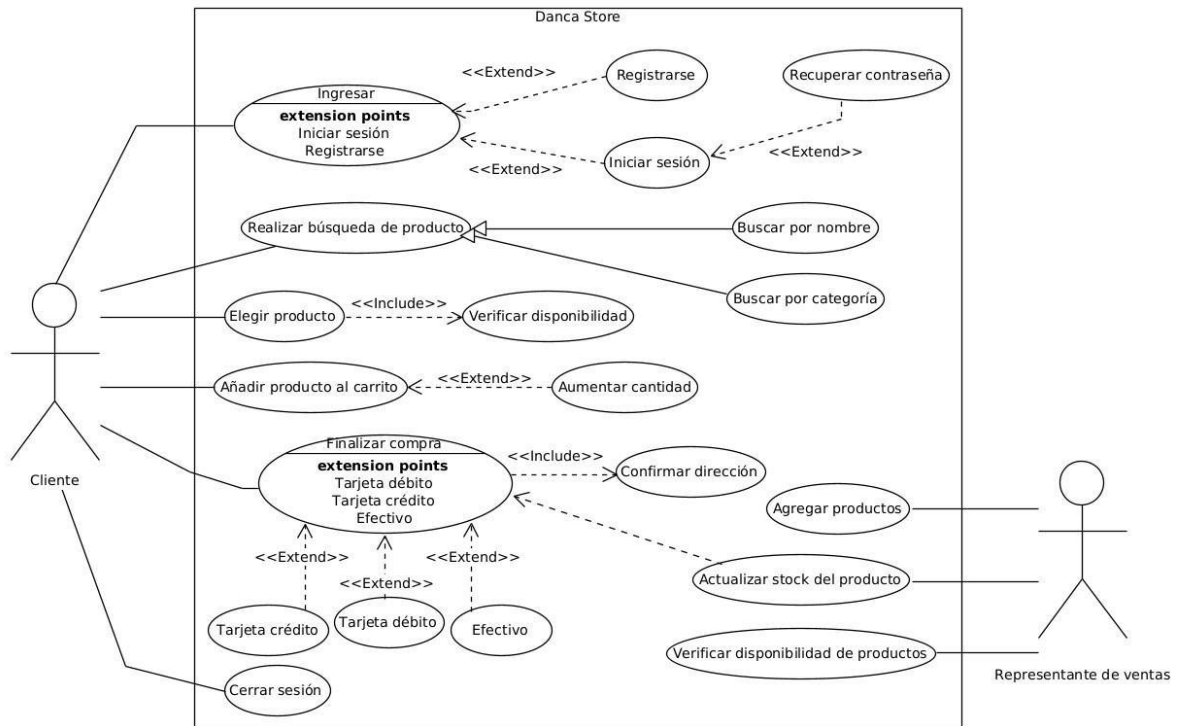 Danca Store
<<Extend>>
Registrarse
Recuperar contraseña
Ingresar
extension points
Iniciar sesión
Registrarse
<<Extend>>
Iniciar sesión
<<Extend>>
Realizar búsqueda de producto
Buscar por nombre
Buscar por categoría
Elegir producto
<<Include>>
Verificar disponibilidad
Añadir producto al carrito
<<Extend>>
Aumentar cantidad
Finalizar compra
extension points
Tarjeta débito
Tarjeta crédito
Efectivo
<<Include>>
Confirmar dirección
Cliente
Agregar productos
<<Extend>>
<<Extend>>
<<Extend>>
Actualizar stock del producto
Tarjeta crédito
Tarjeta débito
Efectivo
Verificar disponibilidad de productos
Representante de ventas
Cerrar sesión